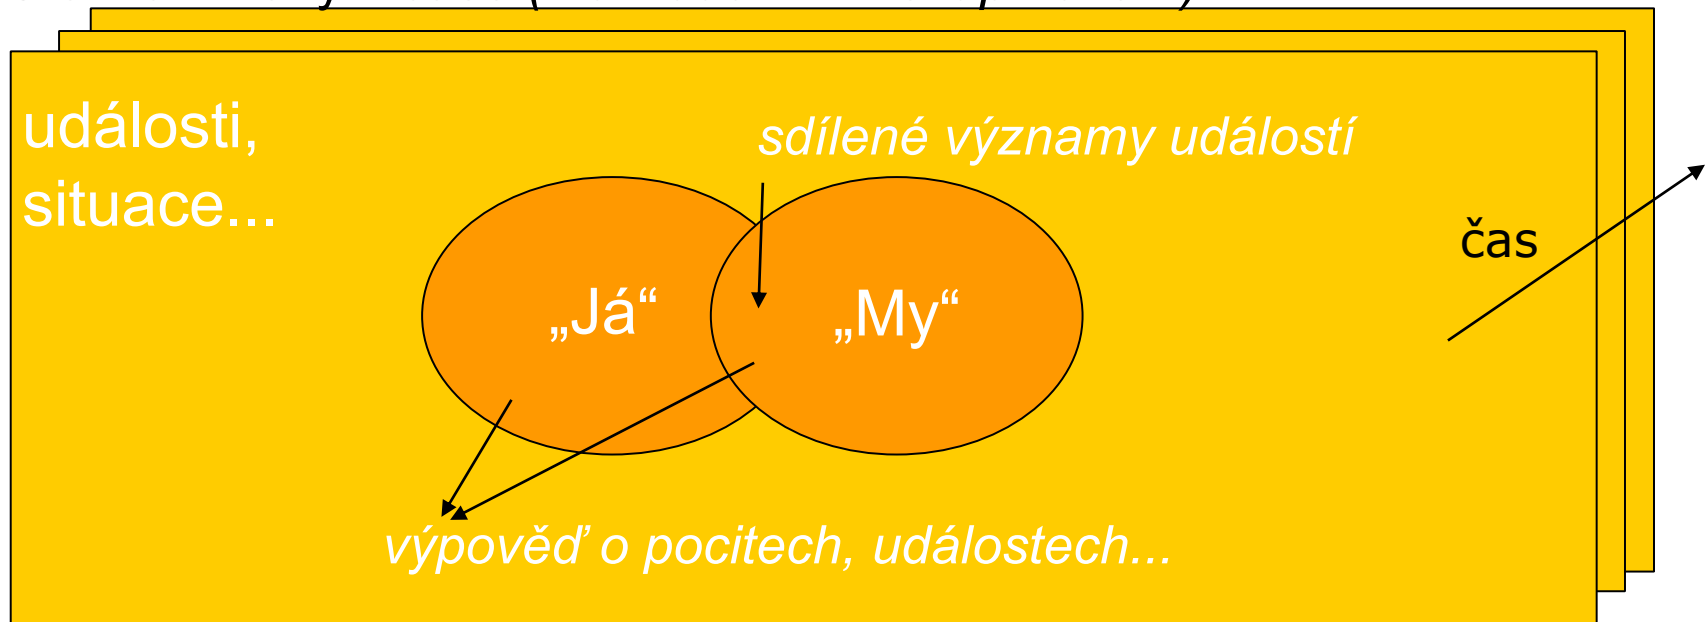 události,
situace...
sdílené významy událostí
čas
„Já“
„My“
výpověď o pocitech, událostech...